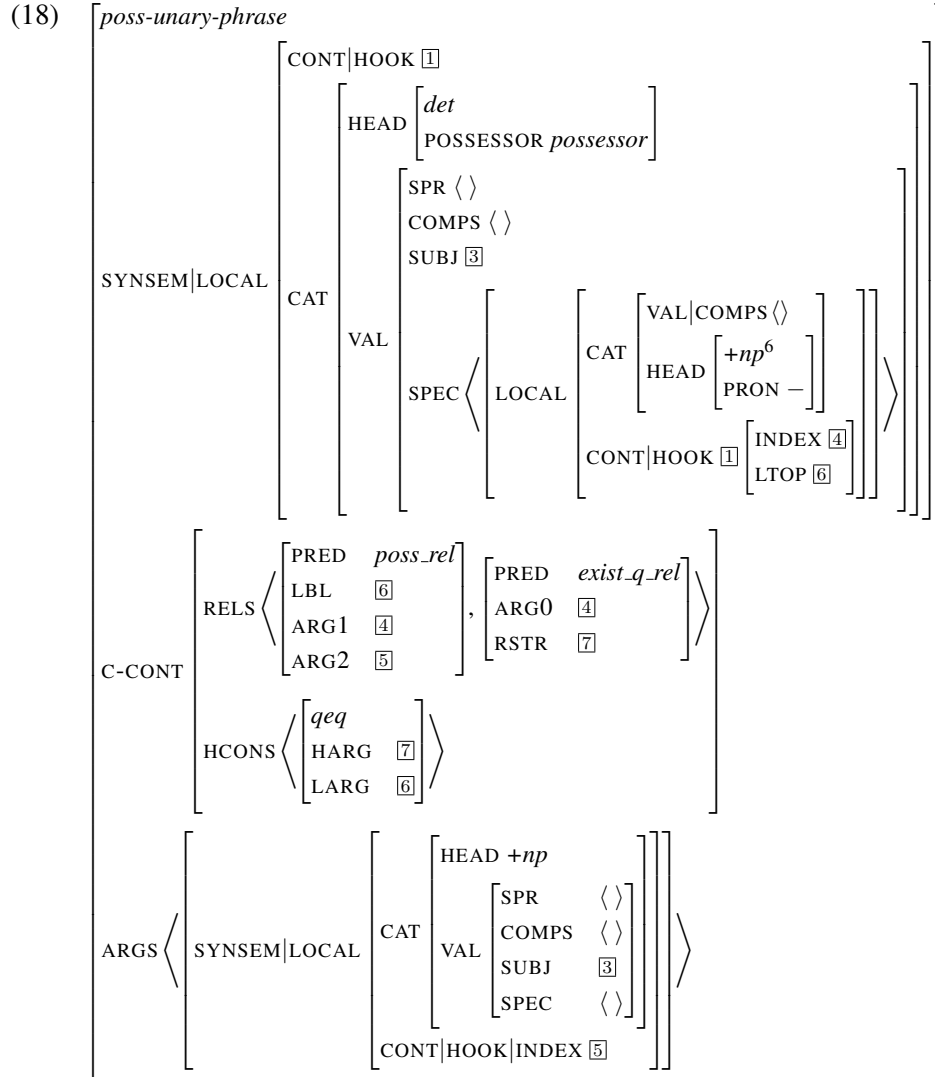 (18)
poss-unary-phrase
CONT|HOOK 1
HEAD
det
POSSESSOR possessor
SYNSEM|LOCAL
CAT
VAL
SPR ⟨ ⟩
COMPS ⟨ ⟩
SUBJ 3
SPEC
LOCAL
CAT
VAL|COMPS ⟨⟩
HEAD
+np⁶
PRON −
CONT|HOOK 1
INDEX 4
LTOP 6
C-CONT
RELS
PRED poss_rel
LBL 6
ARG1 4
ARG2 5
,
PRED exist_q_rel
ARG0 4
RSTR 7
HCONS
qeq
HARG 7
LARG 6
ARGS
SYNSEM|LOCAL
CAT
HEAD +np
VAL
SPR ⟨ ⟩
COMPS ⟨ ⟩
SUBJ 3
SPEC ⟨ ⟩
CONT|HOOK|INDEX 5